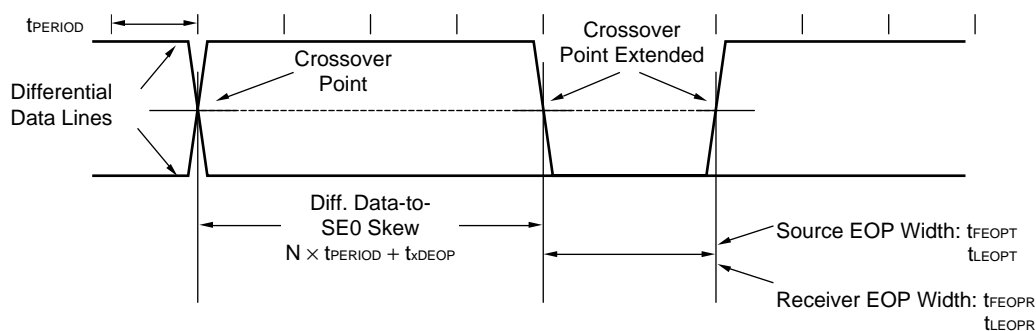 tPERIOD
Differential
Data Lines
Crossover
Point
Crossover
Point Extended
Diff. Data-to-
SE0 Skew
N × tPERIOD + txDEOP
Source EOP Width: tFEOPT
tLEOPT
Receiver EOP Width: tFEOPR
tLEOPR